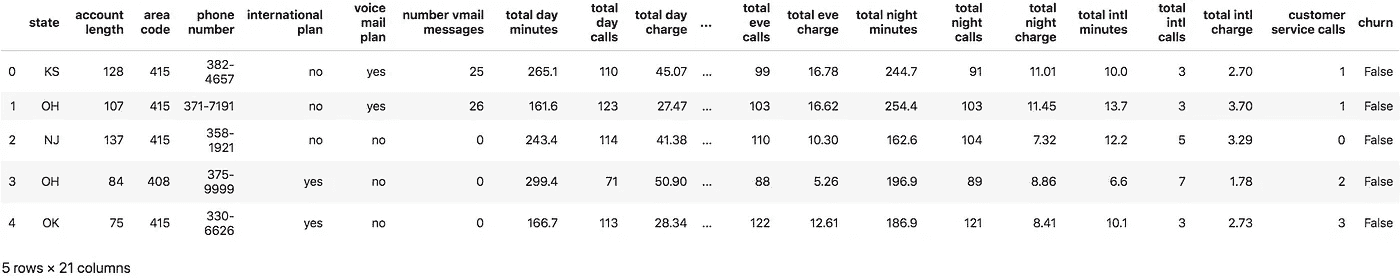 state account length area code phone number international plan voice mail plan number vmail messages total day minutes total day calls total day charge ... total eve calls total eve charge total night minutes total night calls total night charge total intl minutes total intl calls total intl charge customer service calls churn
0 KS 128 415 382-4657 no yes 25 265.1 110 45.07 ... 99 16.78 244.7 91 11.01 10.0 3 2.70 1 False
1 OH 107 415 371-7191 no yes 26 161.6 123 27.47 ... 103 16.62 254.4 103 11.45 13.7 3 3.70 1 False
2 NJ 137 415 358-1921 no no 0 243.4 114 41.38 ... 110 10.30 162.6 104 7.32 12.2 5 3.29 0 False
3 OH 84 408 375-9999 yes no 0 299.4 71 50.90 ... 88 5.26 196.9 89 8.86 6.6 7 1.78 2 False
4 OK 75 415 330-6626 yes no 0 166.7 113 28.34 ... 122 12.61 186.9 121 8.41 10.1 3 2.73 3 False
5 rows × 21 columns